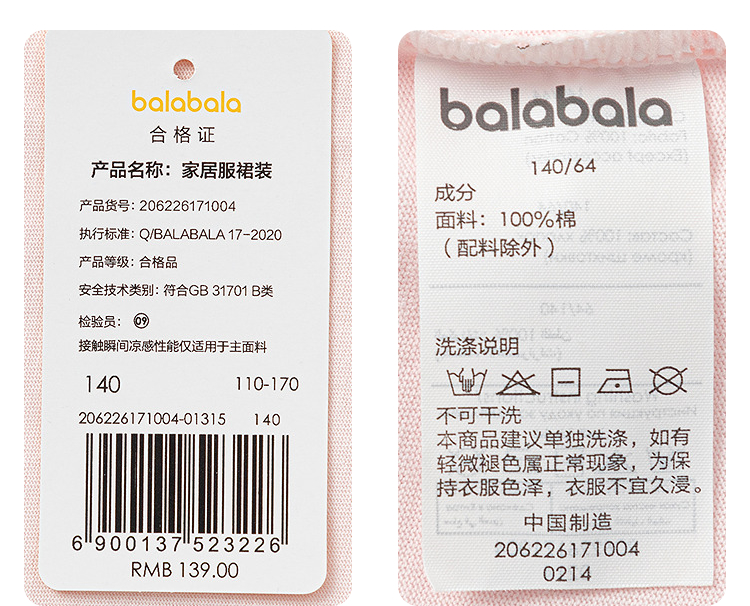 balabala
合格证
产品名称：家居服裙装
产品货号：206226171004
执行标准：Q/BALABALA 17-2020
产品等级：合格品
安全技术类别：符合GB 31701 B类
检验员：09
接触瞬间凉感性能仅适用于主面料
140 110-170
206226171004-01315 140
6 900137 523226
RMB 139.00
balabala
140/64
成分
面料：100%棉
（配料除外）
洗涤说明
不可干洗
本商品建议单独洗涤，如有
轻微褪色属正常现象，为保
持衣服色泽，衣服不宜久浸。
中国制造
206226171004
0214